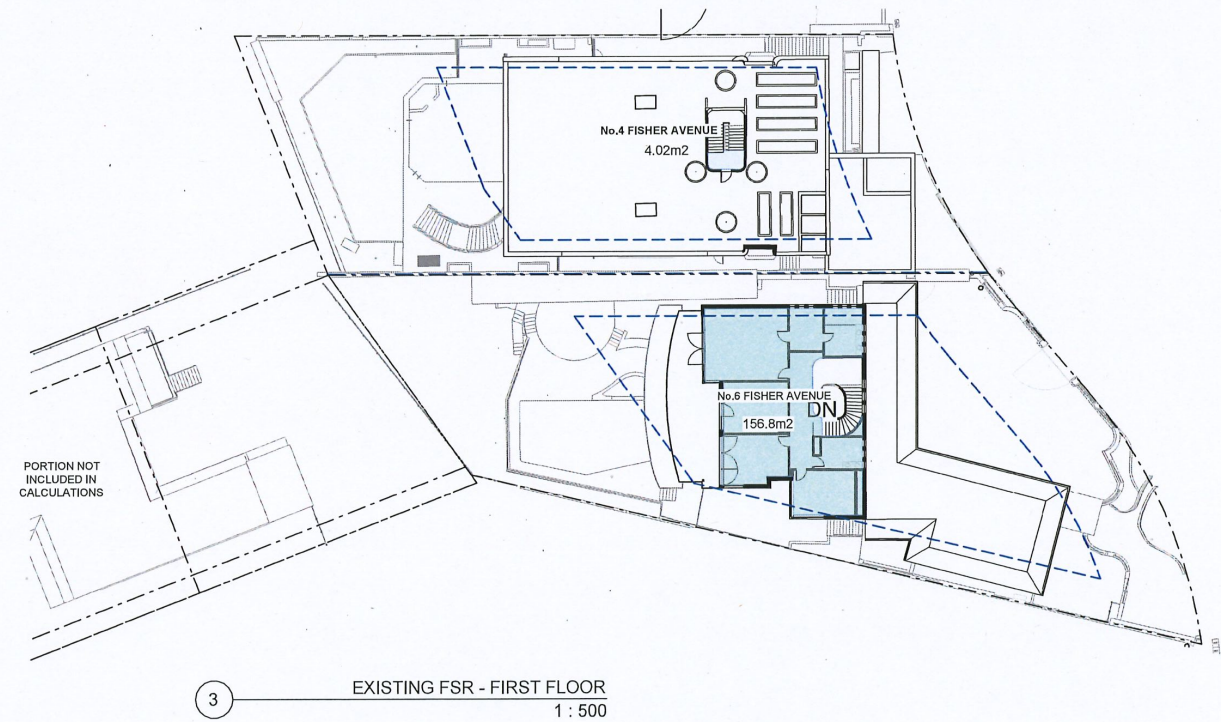 No.4 FISHER AVENUE
4.02m2
No.6 FISHER AVENUE
DN
156.8m2
PORTION NOT
INCLUDED IN
CALCULATIONS
3
EXISTING FSR - FIRST FLOOR
1 : 500